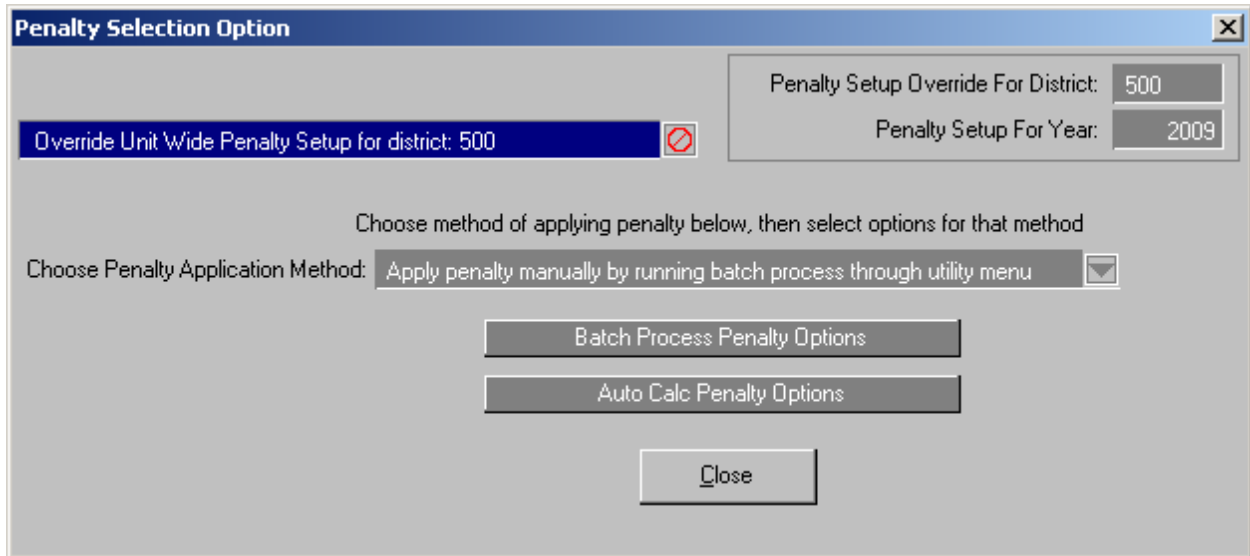 Penalty Selection Option
Penalty Setup Override For District: 500
Override Unit Wide Penalty Setup for district: 500
Penalty Setup For Year: 2009
Choose method of applying penalty below, then select options for that method
Choose Penalty Application Method: Apply penalty manually by running batch process through utility menu
Batch Process Penalty Options
Auto Calc Penalty Options
Close